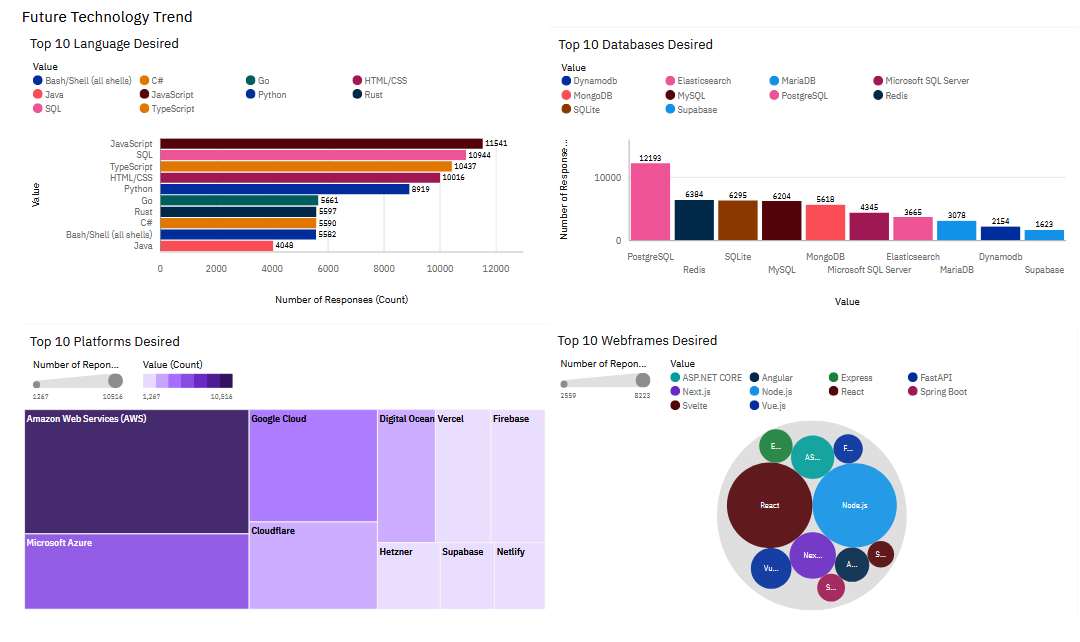 Future Technology Trend
Top 10 Language Desired
Value
Bash/Shell (all shells) C# Go HTML/CSS
Java JavaScript Python Rust
SQL TypeScript
Value
JavaScript 11541
SQL 10944
TypeScript 10437
HTML/CSS 10016
Python 8919
Go 5661
Rust 5597
C# 5590
Bash/Shell (all shells) 5582
Java 4048
0 2000 4000 6000 8000 10000 12000
Number of Responses (Count)
Top 10 Databases Desired
Value
Dynamodb Elasticsearch MariaDB Microsoft SQL Server
MongoDB MySQL PostgreSQL Redis
SQLite Supabase
Number of Response...
10000
0
12193 6384 6295 6204 5618 4345 3665 3078 2154 1623
PostgreSQL SQLite MongoDB Elasticsearch Dynamodb
Redis MySQL Microsoft SQL Server MariaDB Supabase
Value
Top 10 Platforms Desired
Number of Repon... Value (Count)
1267 10516 1,267 10,516
Amazon Web Services (AWS) Google Cloud Digital Ocean Vercel Firebase
Cloudflare
Microsoft Azure
Hetzner Supabase Netlify
Top 10 Webframes Desired
Number of Repon... Value
2559 8223
ASP.NET CORE Angular Express FastAPI
Next.js Node.js React Spring Boot
Svelte Vue.js
E... AS... F...
React Node.js
Nex... S...
Vu... A...
S...